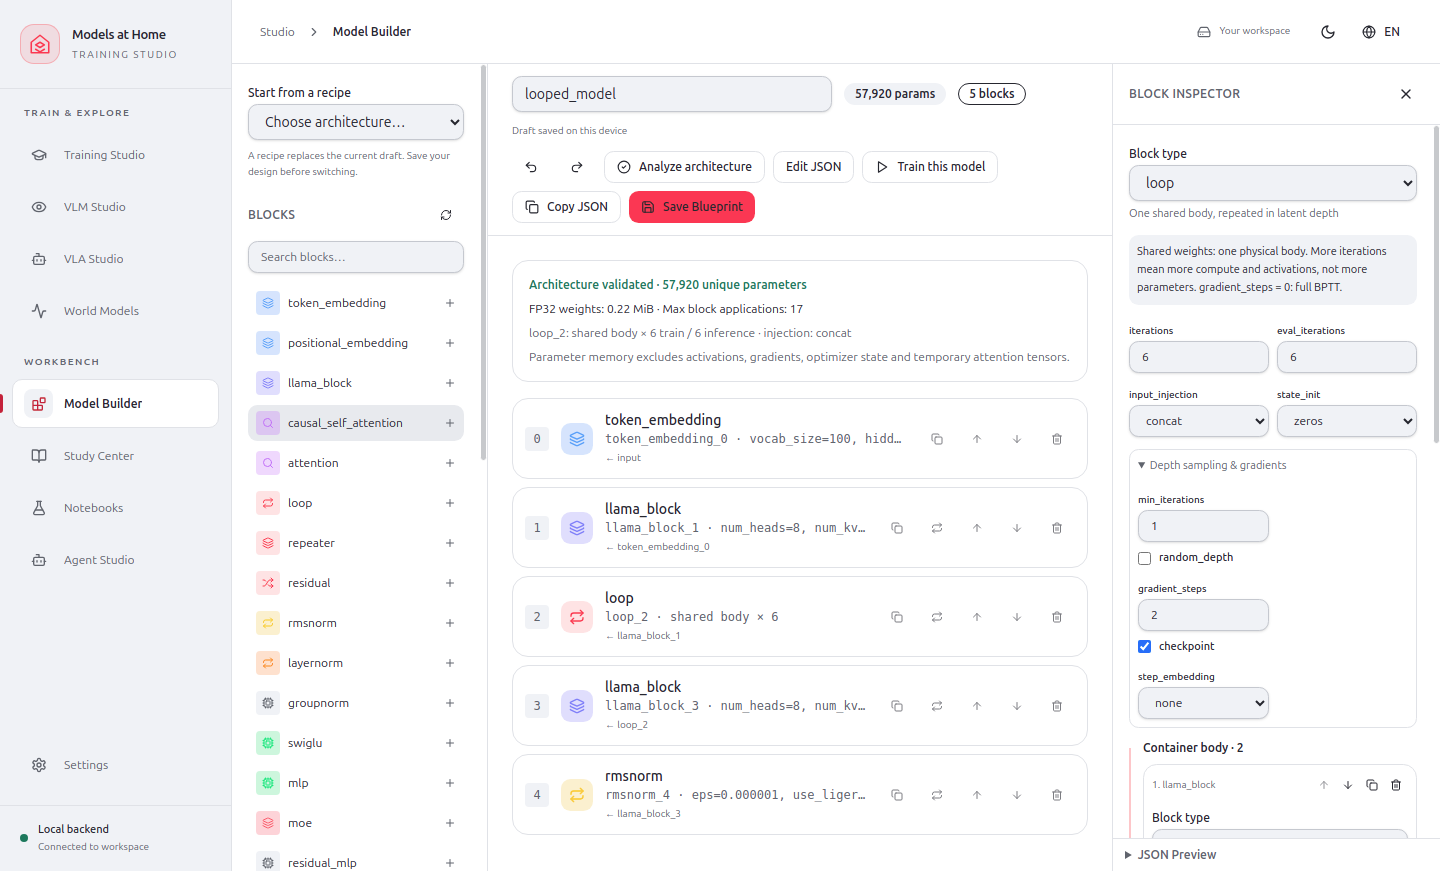 Models at Home
TRAINING STUDIO
TRAIN & EXPLORE
Training Studio
VLM Studio
VLA Studio
World Models
WORKBENCH
Model Builder
Study Center
Notebooks
Agent Studio
Settings
Local backend
Connected to workspace
Studio
Model Builder
Your workspace
EN
Start from a recipe
Choose architecture…
A recipe replaces the current draft. Save your
design before switching.
BLOCKS
Search blocks…
token_embedding
positional_embedding
llama_block
causal_self_attention
attention
loop
repeater
residual
rmsnorm
layernorm
groupnorm
swiglu
mlp
moe
residual_mlp
looped_model
57,920 params
5 blocks
Draft saved on this device
Analyze architecture
Edit JSON
Train this model
Copy JSON
Save Blueprint
Architecture validated · 57,920 unique parameters
FP32 weights: 0.22 MiB · Max block applications: 17
loop_2: shared body × 6 train / 6 inference · injection: concat
Parameter memory excludes activations, gradients, optimizer state and temporary attention tensors.
0
token_embedding
token_embedding_0 · vocab_size=100, hidd…
← input
1
llama_block
llama_block_1 · num_heads=8, num_kv…
← token_embedding_0
2
loop
loop_2 · shared body × 6
← llama_block_1
3
llama_block
llama_block_3 · num_heads=8, num_kv…
← loop_2
4
rmsnorm
rmsnorm_4 · eps=0.000001, use_liger…
← llama_block_3
BLOCK INSPECTOR
Block type
loop
One shared body, repeated in latent depth
Shared weights: one physical body. More iterations
mean more compute and activations, not more
parameters. gradient_steps = 0: full BPTT.
iterations
eval_iterations
6
6
input_injection
state_init
concat
zeros
▼ Depth sampling & gradients
min_iterations
1
random_depth
gradient_steps
2
checkpoint
step_embedding
none
Container body · 2
1. llama_block
Block type
▶ JSON Preview